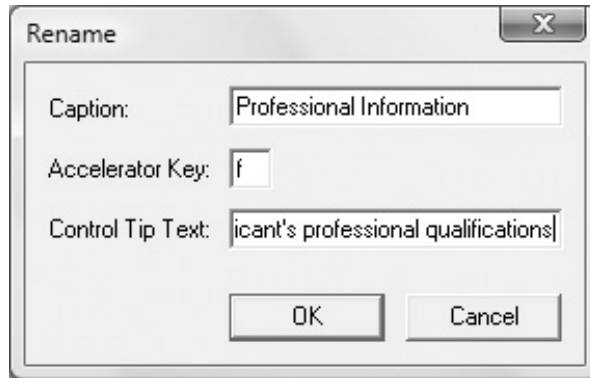 Rename
Caption: Professional Information
Accelerator Key: f
Control Tip Text: icant's professional qualifications
OK Cancel